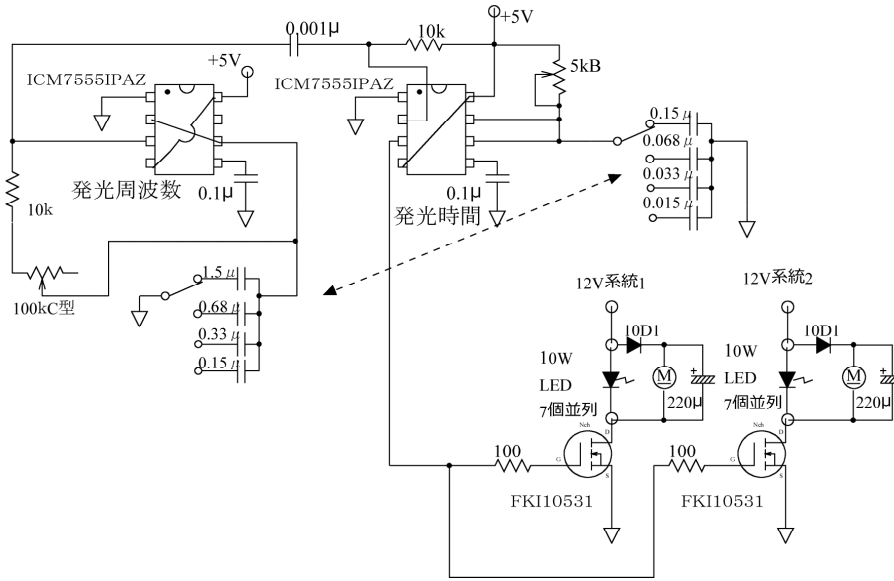 0.001μ
10k
+5V
+5V
5kB
ICM7555IPAZ
ICM7555IPAZ
0.15μ
0.068μ
0.033μ
0.015μ
0.1μ
0.1μ
発光周波数
発光時間
10k
100kC型
1.5μ
0.68μ
0.33μ
0.15μ
12V系統1
12V系統2
10D1
10D1
10W
LED
7個並列
M
+
220μ
10W
LED
7個並列
M
+
220μ
Nch
D
G
S
Nch
D
G
S
100
100
FKI10531
FKI10531